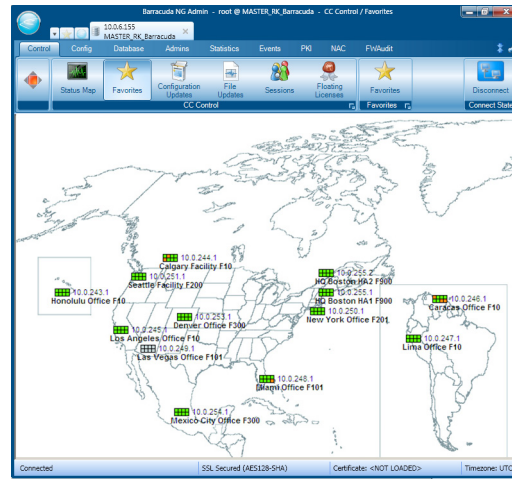 Barracuda NG Admin - root @ MASTER_RK_Barracuda - CC Control / Favorites
10.0.6.155
MASTER_RK_Barracuda
Control Config Database Admins Statistics Events PKI NAC FW Audit
Status Map
Favorites
Configuration Updates
File Updates
Sessions
Floating Licenses
Favorites
Disconnect
CC Control
Favorites
Connect State
10.0.244.1
Calgary Facility F10
10.0.251.1
Seattle Facility F200
10.0.243.1
Honolulu Office F10
10.0.255.2
HQ Boston HA2 F900
10.0.255.1
HQ Boston HA1 F900
10.0.246.1
Caracas Office F10
10.0.253.1
Denver Office F300
10.0.250.1
New York Office F201
10.0.245.1
Los Angeles Office F10
10.0.249.1
Las Vegas Office F101
10.0.247.1
Lima Office F10
10.0.248.1
Miami Office F101
10.0.254.1
Mexico City Office F300
Connected
SSL Secured (AES128-SHA)
Certificate: <NOT LOADED>
Timezone: UTC